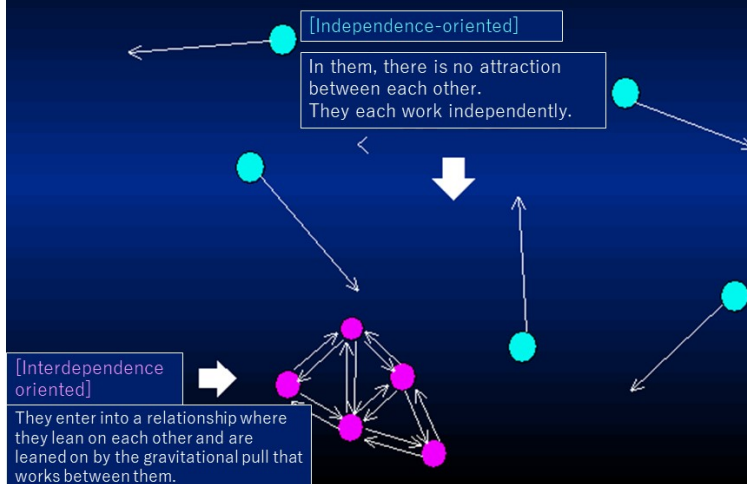 [Independence-oriented]
In them, there is no attraction
between each other.
They each work independently.
[Interdependence
oriented]
They enter into a relationship where
they lean on each other and are
leaned on by the gravitational pull that
works between them.